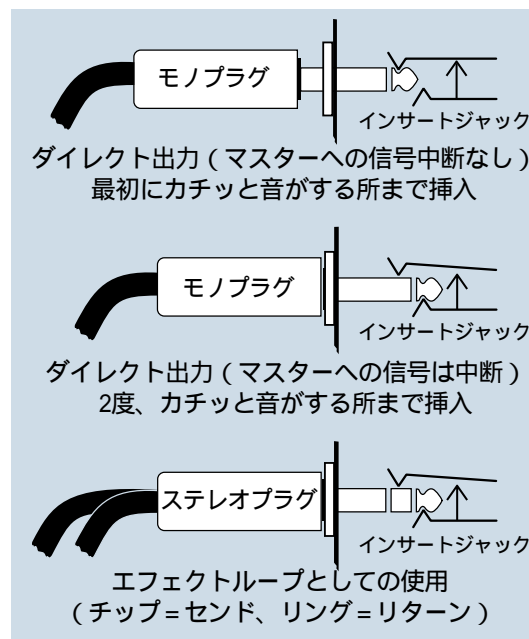 モノプラグ
インサートジャック
ダイレクト出力(マスターへの信号中断なし)
最初にカチッと音がする所まで挿入
モノプラグ
インサートジャック
ダイレクト出力(マスターへの信号は中断)
2度、カチッと音がする所まで挿入
ステレオプラグ
インサートジャック
エフェクトループとしての使用
(チップ=センド、リング=リターン)